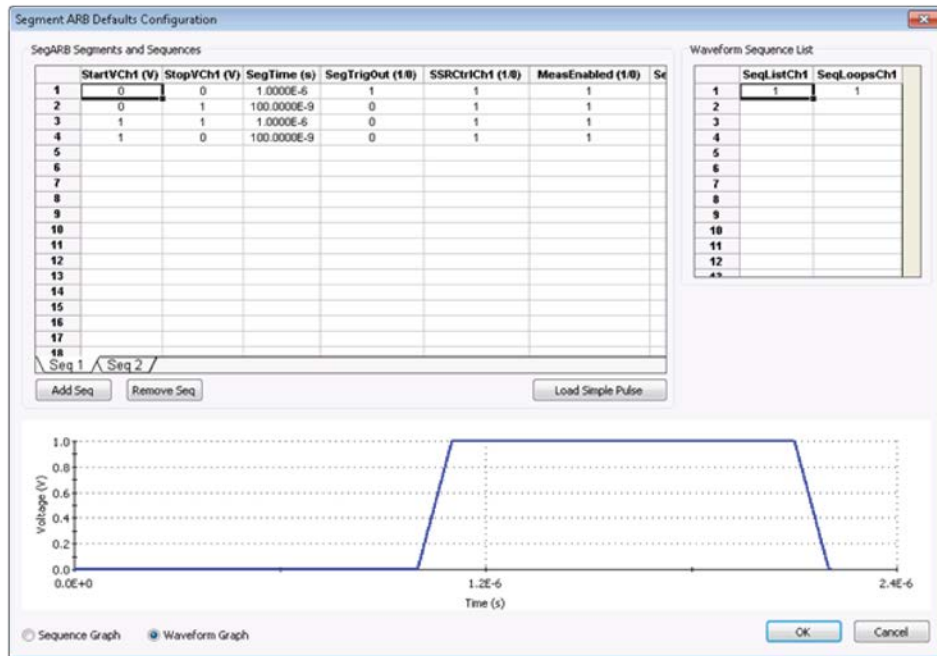 Segment ARB Defaults Configuration
SegARB Segments and Sequences
StartVCh1 (V) StopVCh1 (V) SegTime (s) SegTrigOut (1/0) SSRCtrlCh1 (1/0) MeasEnabled (1/0) Se
1 0 0 1.0000E-6 1 1 1
2 0 1 100.0000E-9 0 1 1
3 1 1 1.0000E-6 0 1 1
4 1 0 100.0000E-9 0 1 1
5
6
7
8
9
10
11
12
13
14
15
16
17
18
Seq 1 Seq 2
Add Seq Remove Seq Load Simple Pulse
Waveform Sequence List
SeqListCh1 SeqLoopsCh1
1 1 1
2
3
4
5
6
7
8
9
10
11
12
13
1.0
0.8
0.6
0.4
0.2
0.0
Voltage (V)
0.0E+0 1.2E-6 2.4E-6
Time (s)
Sequence Graph Waveform Graph OK Cancel